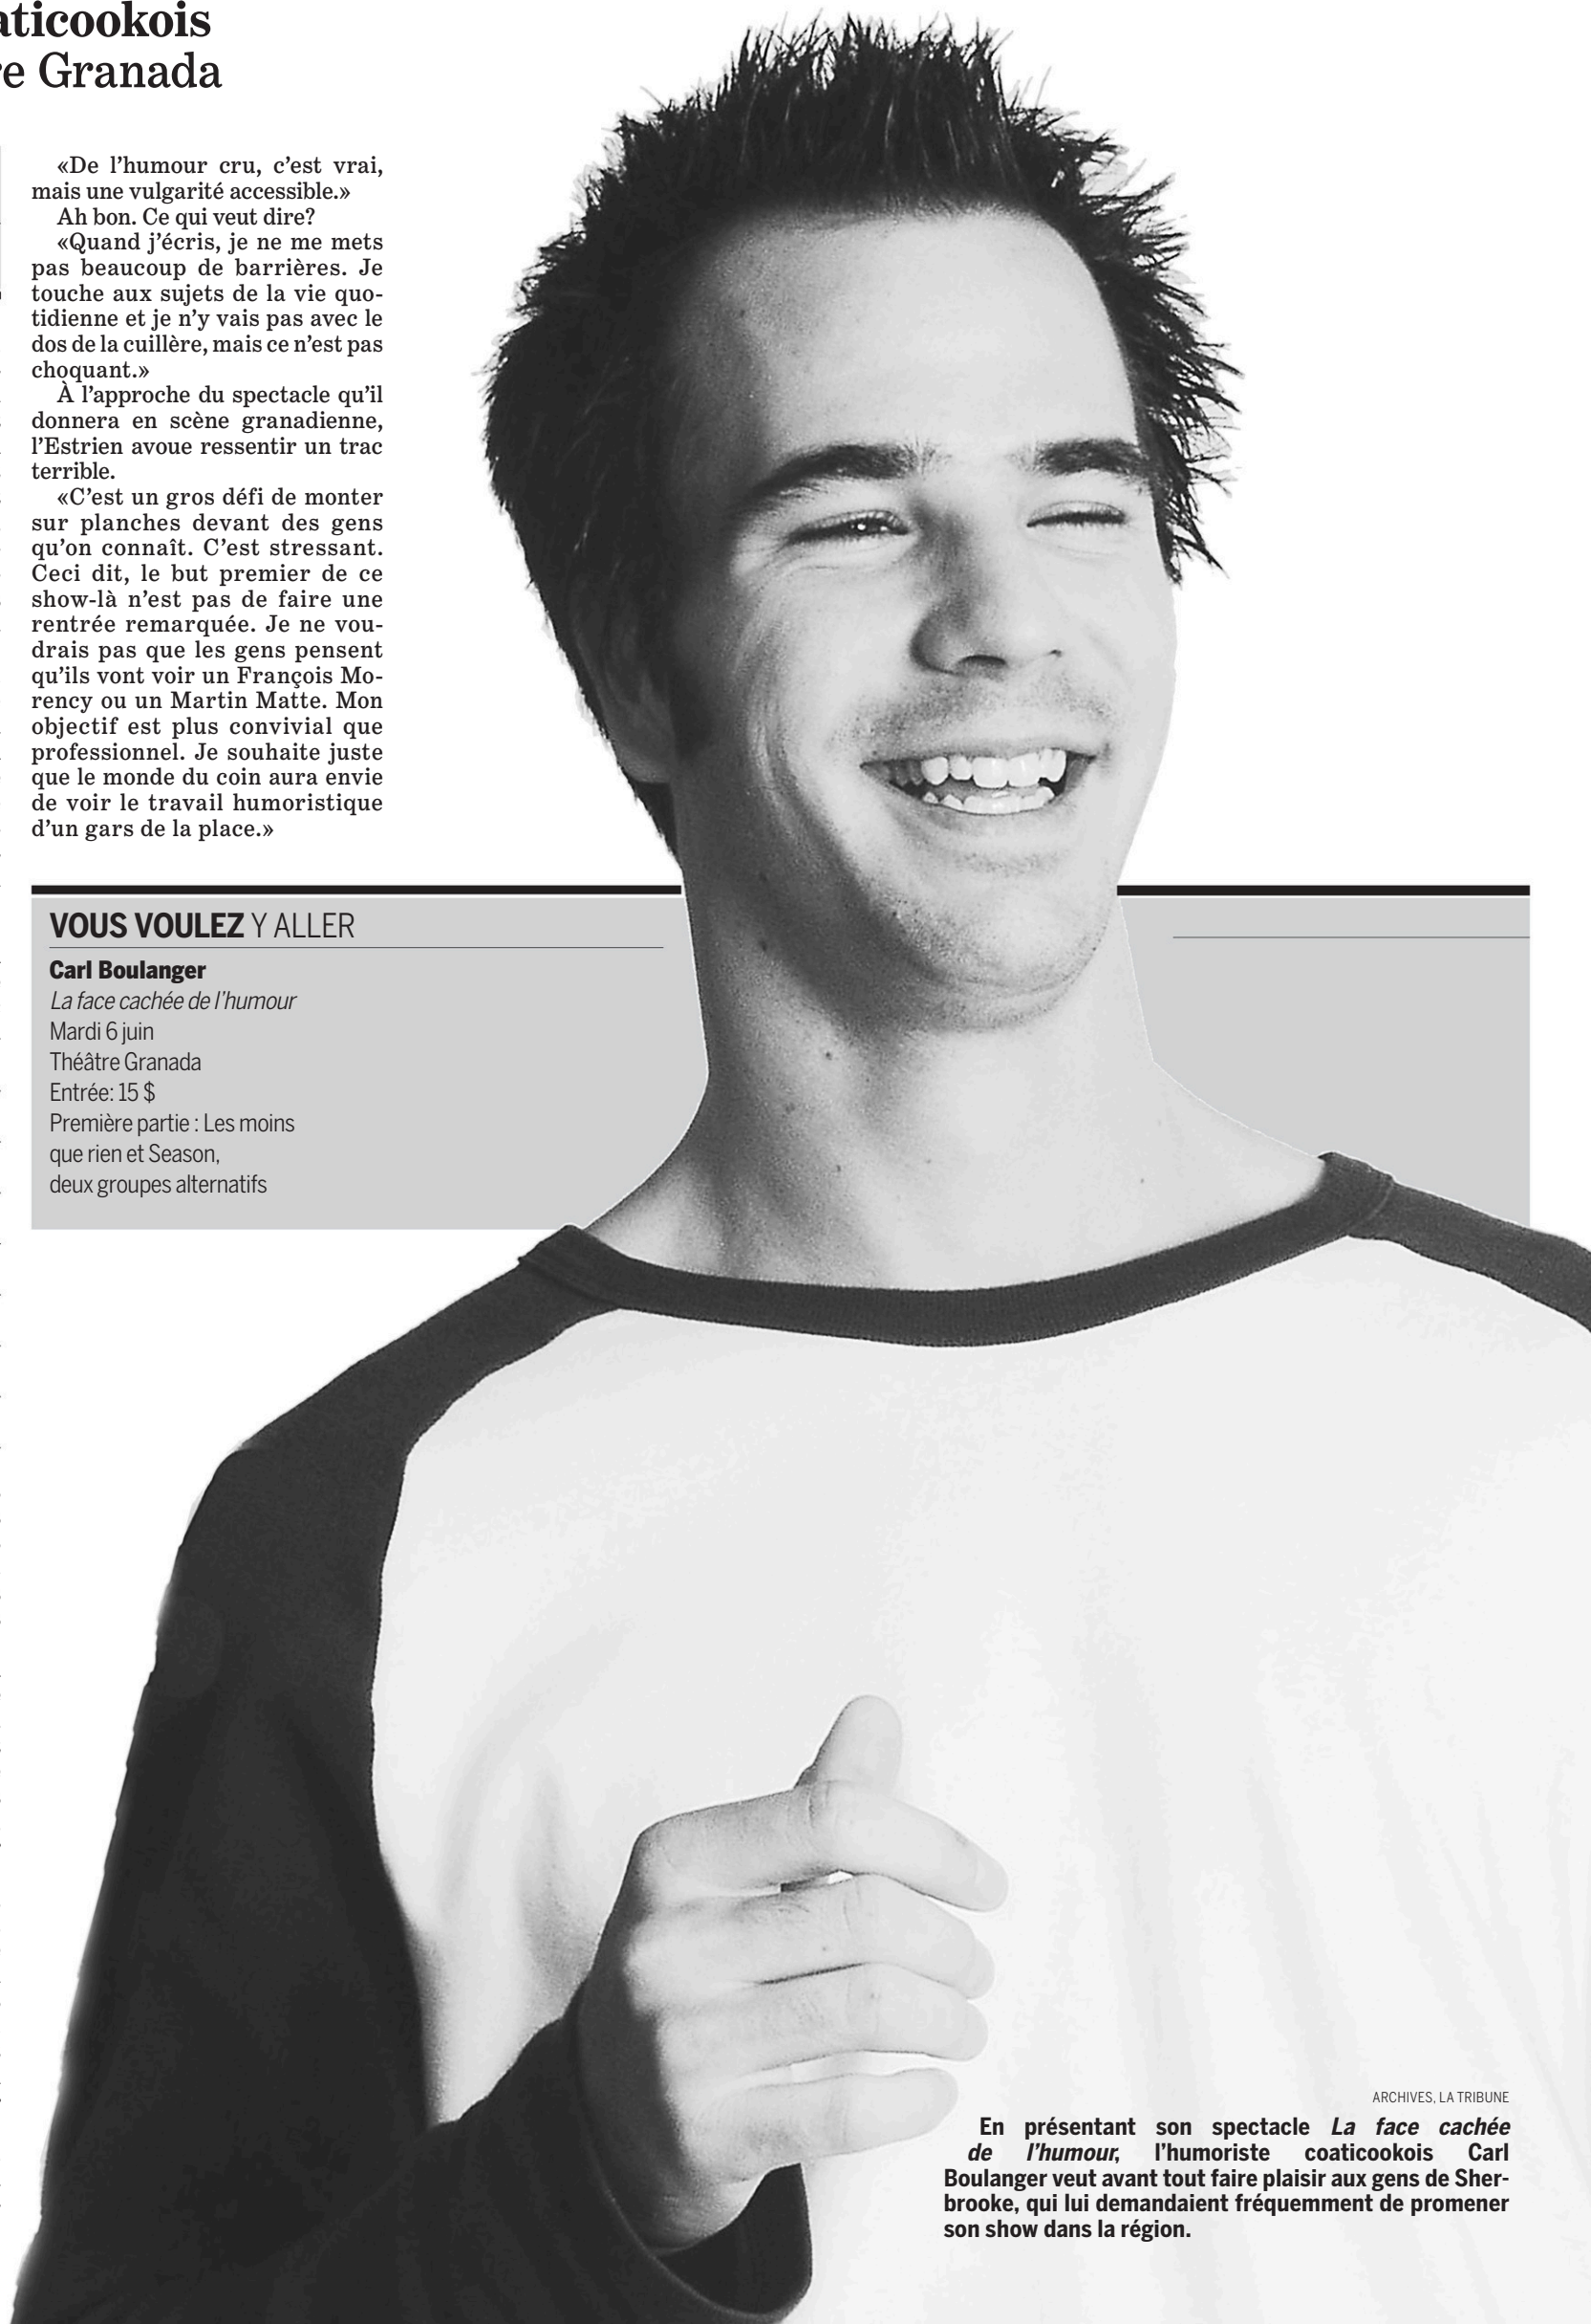 aticookois
re Granada
«De l'humour cru, c'est vrai,
mais une vulgarité accessible.»
Ah bon. Ce qui veut dire?
«Quand j'écris, je ne me mets
pas beaucoup de barrières. Je
touche aux sujets de la vie quo-
tidienne et je n'y vais pas avec le
dos de la cuillère, mais ce n'est pas
choquant.»
À l'approche du spectacle qu'il
donnera en scène granadienne,
l'Estrien avoue ressentir un trac
terrible.
«C'est un gros défi de monter
sur planches devant des gens
qu'on connaît. C'est stressant.
Ceci dit, le but premier de ce
show-là n'est pas de faire une
rentrée remarquée. Je ne vou-
drais pas que les gens pensent
qu'ils vont voir un François Mo-
rency ou un Martin Matte. Mon
objectif est plus convivial que
professionnel. Je souhaite juste
que le monde du coin aura envie
de voir le travail humoristique
d'un gars de la place.»
VOUS VOULEZ Y ALLER
Carl Boulanger
La face cachée de l'humour
Mardi 6 juin
Théâtre Granada
Entrée: 15 $
Première partie : Les moins
que rien et Season,
deux groupes alternatifs
ARCHIVES, LA TRIBUNE
En présentant son spectacle La face cachée
de l'humour, l'humoriste coaticookois Carl
Boulanger veut avant tout faire plaisir aux gens de Sher-
brooke, qui lui demandaient fréquemment de promener
son show dans la région.